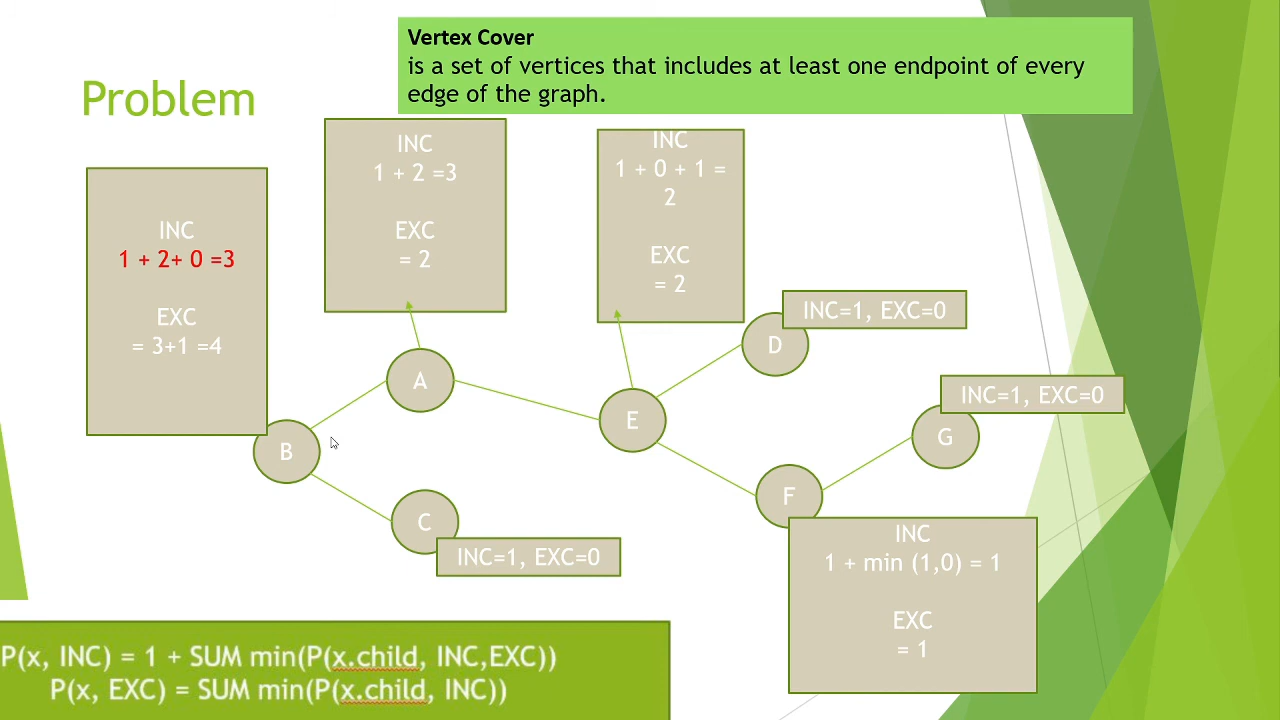 Vertex Cover
is a set of vertices that includes at least one endpoint of every
edge of the graph.
Problem
INC
1 + 2+ 0 =3
EXC
= 3+1 =4
INC
1 + 2 =3
EXC
= 2
INC
1 + 0 + 1 =
2
EXC
= 2
INC=1, EXC=0
D
A
INC=1, EXC=0
E
G
B
F
C
INC=1, EXC=0
INC
1 + min (1,0) = 1
EXC
= 1
P(x, INC) = 1 + SUM min(P(x.child, INC,EXC))
P(x, EXC) = SUM min(P(x.child, INC))